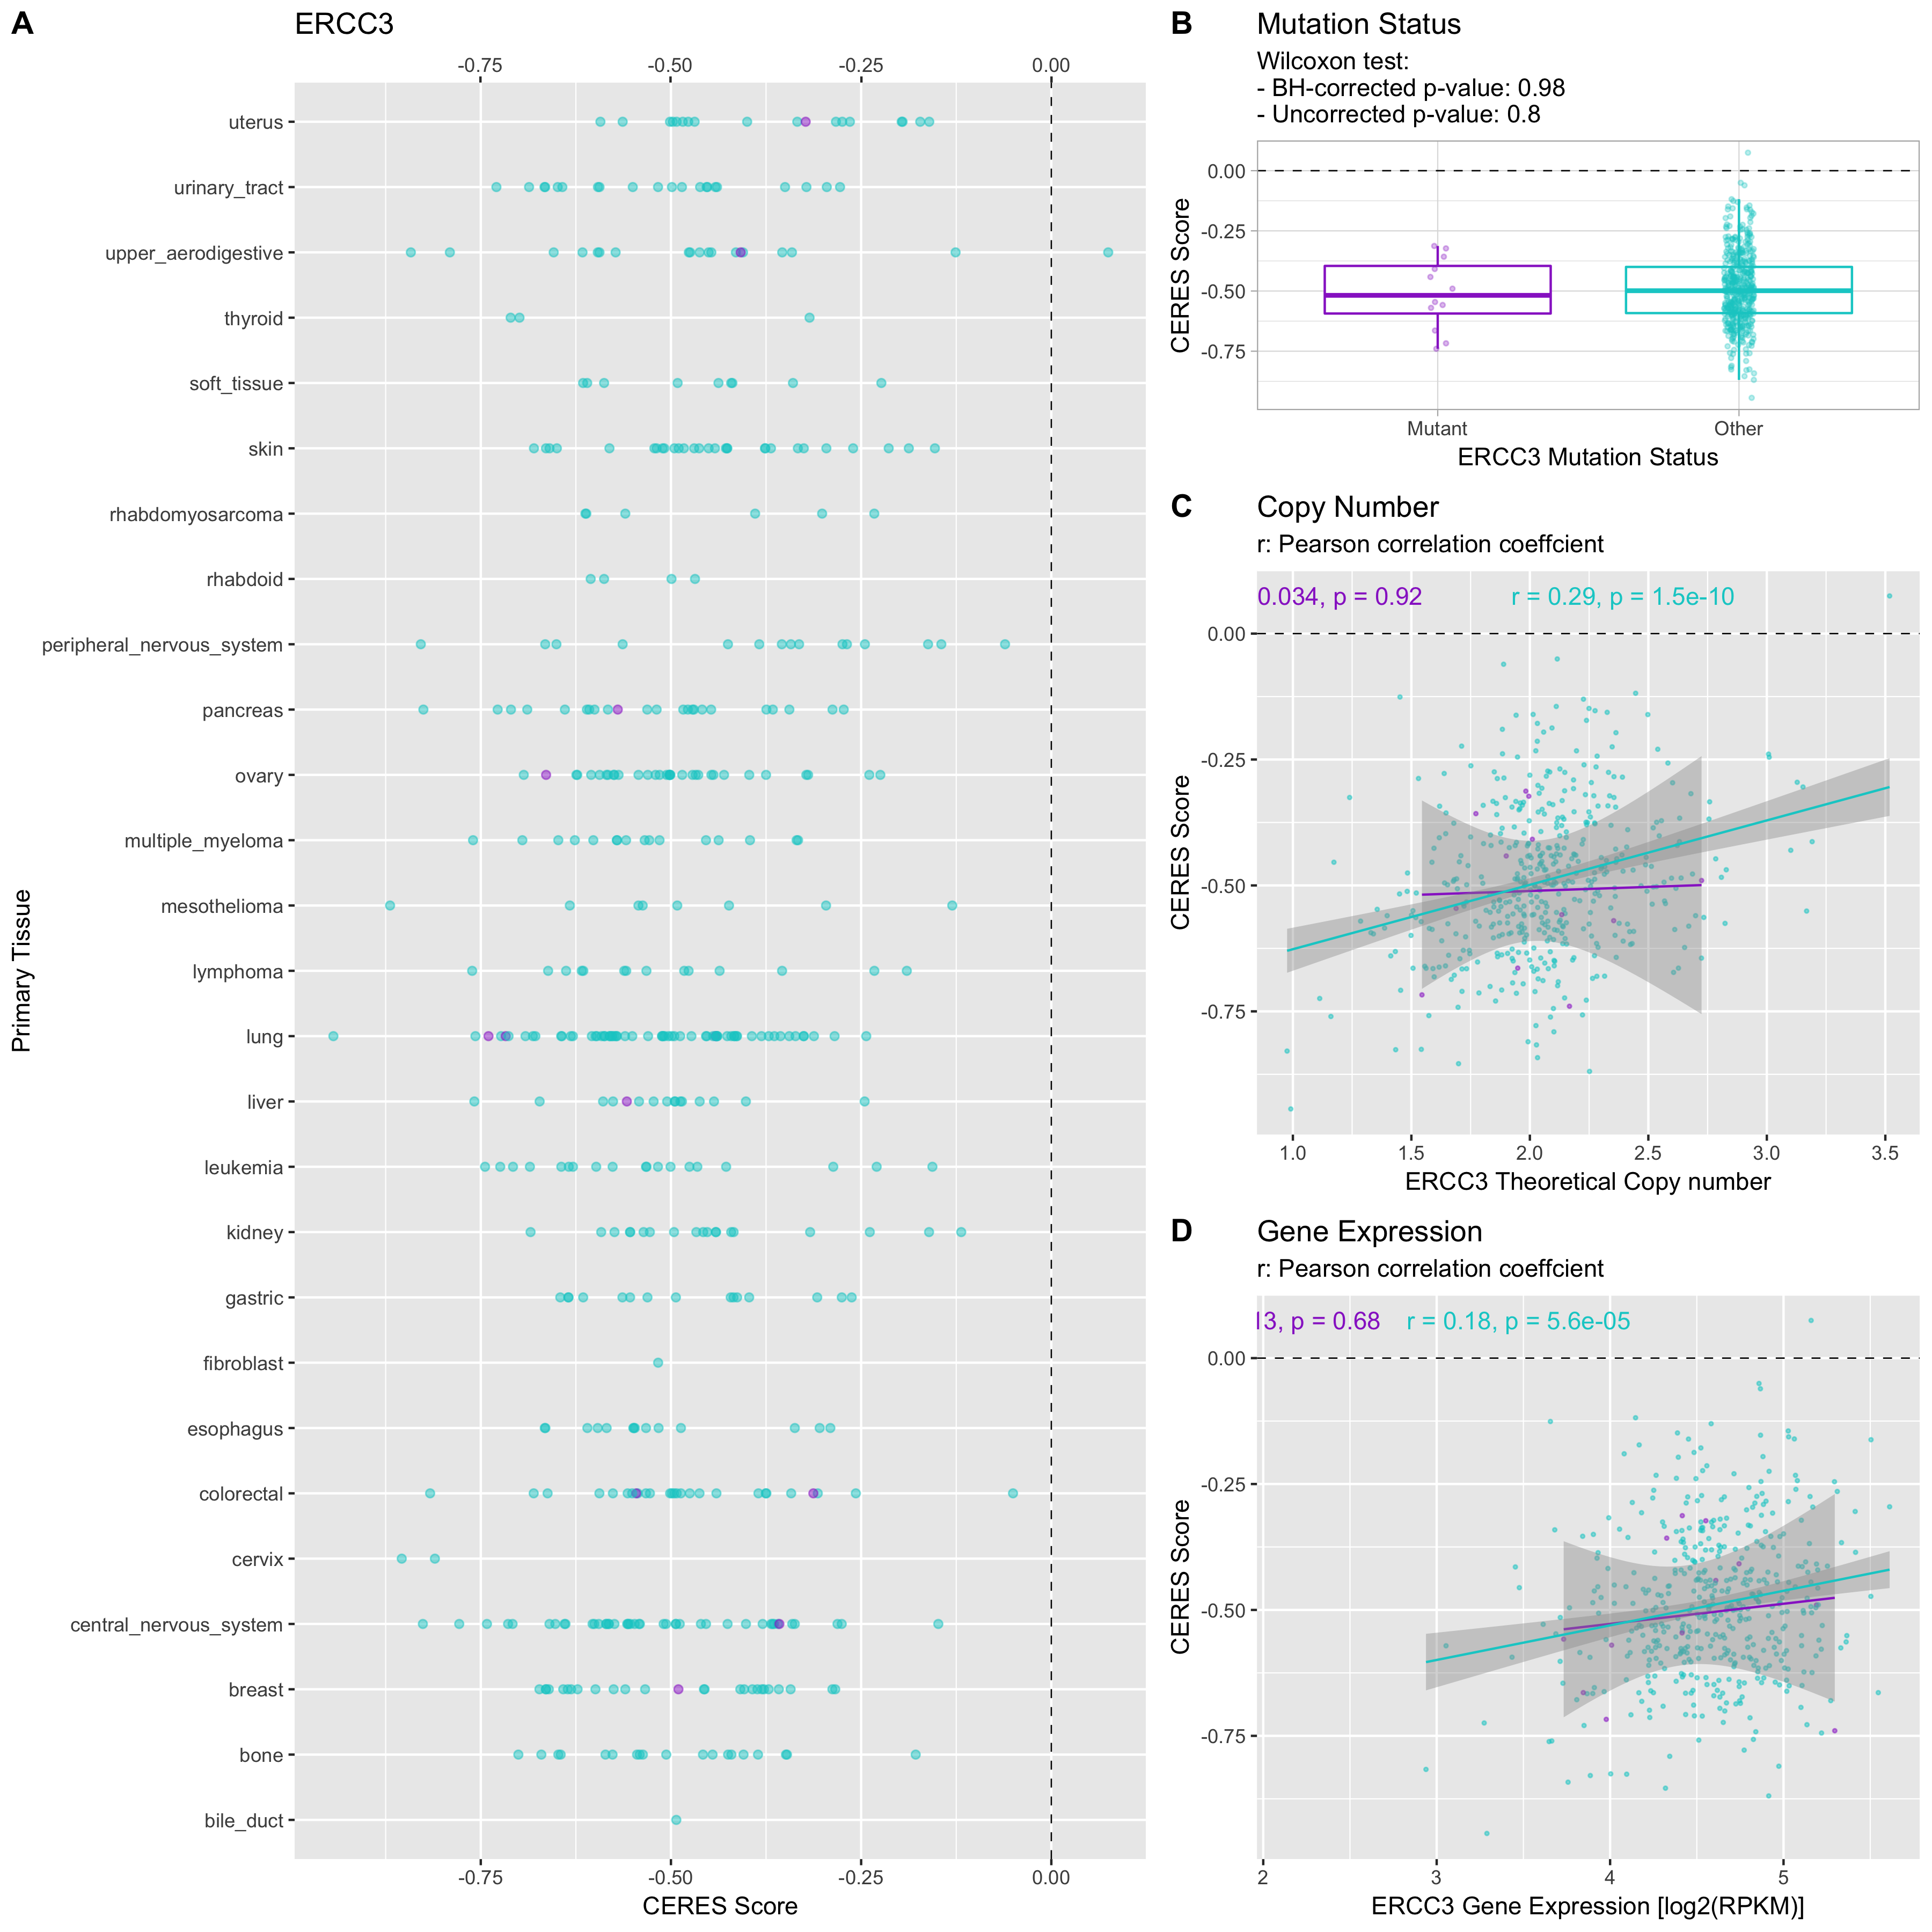 A
ERCC3
-0.75 -0.50 -0.25 0.00
Primary Tissue
uterus
urinary_tract
upper_aerodigestive
thyroid
soft_tissue
skin
rhabdomyosarcoma
rhabdoid
peripheral_nervous_system
pancreas
ovary
multiple_myeloma
mesothelioma
lymphoma
lung
liver
leukemia
kidney
gastric
fibroblast
esophagus
colorectal
cervix
central_nervous_system
breast
bone
bile_duct
-0.75 -0.50 -0.25 0.00
CERES Score
B
Mutation Status
Wilcoxon test:
- BH-corrected p-value: 0.98
- Uncorrected p-value: 0.8
CERES Score
0.00
-0.25
-0.50
-0.75
Mutant Other
ERCC3 Mutation Status
C
Copy Number
r: Pearson correlation coeffcient
0.034, p = 0.92 r = 0.29, p = 1.5e-10
CERES Score
0.00
-0.25
-0.50
-0.75
1.0 1.5 2.0 2.5 3.0 3.5
ERCC3 Theoretical Copy number
D
Gene Expression
r: Pearson correlation coeffcient
13, p = 0.68 r = 0.18, p = 5.6e-05
CERES Score
0.00
-0.25
-0.50
-0.75
2 3 4 5
ERCC3 Gene Expression [log2(RPKM)]